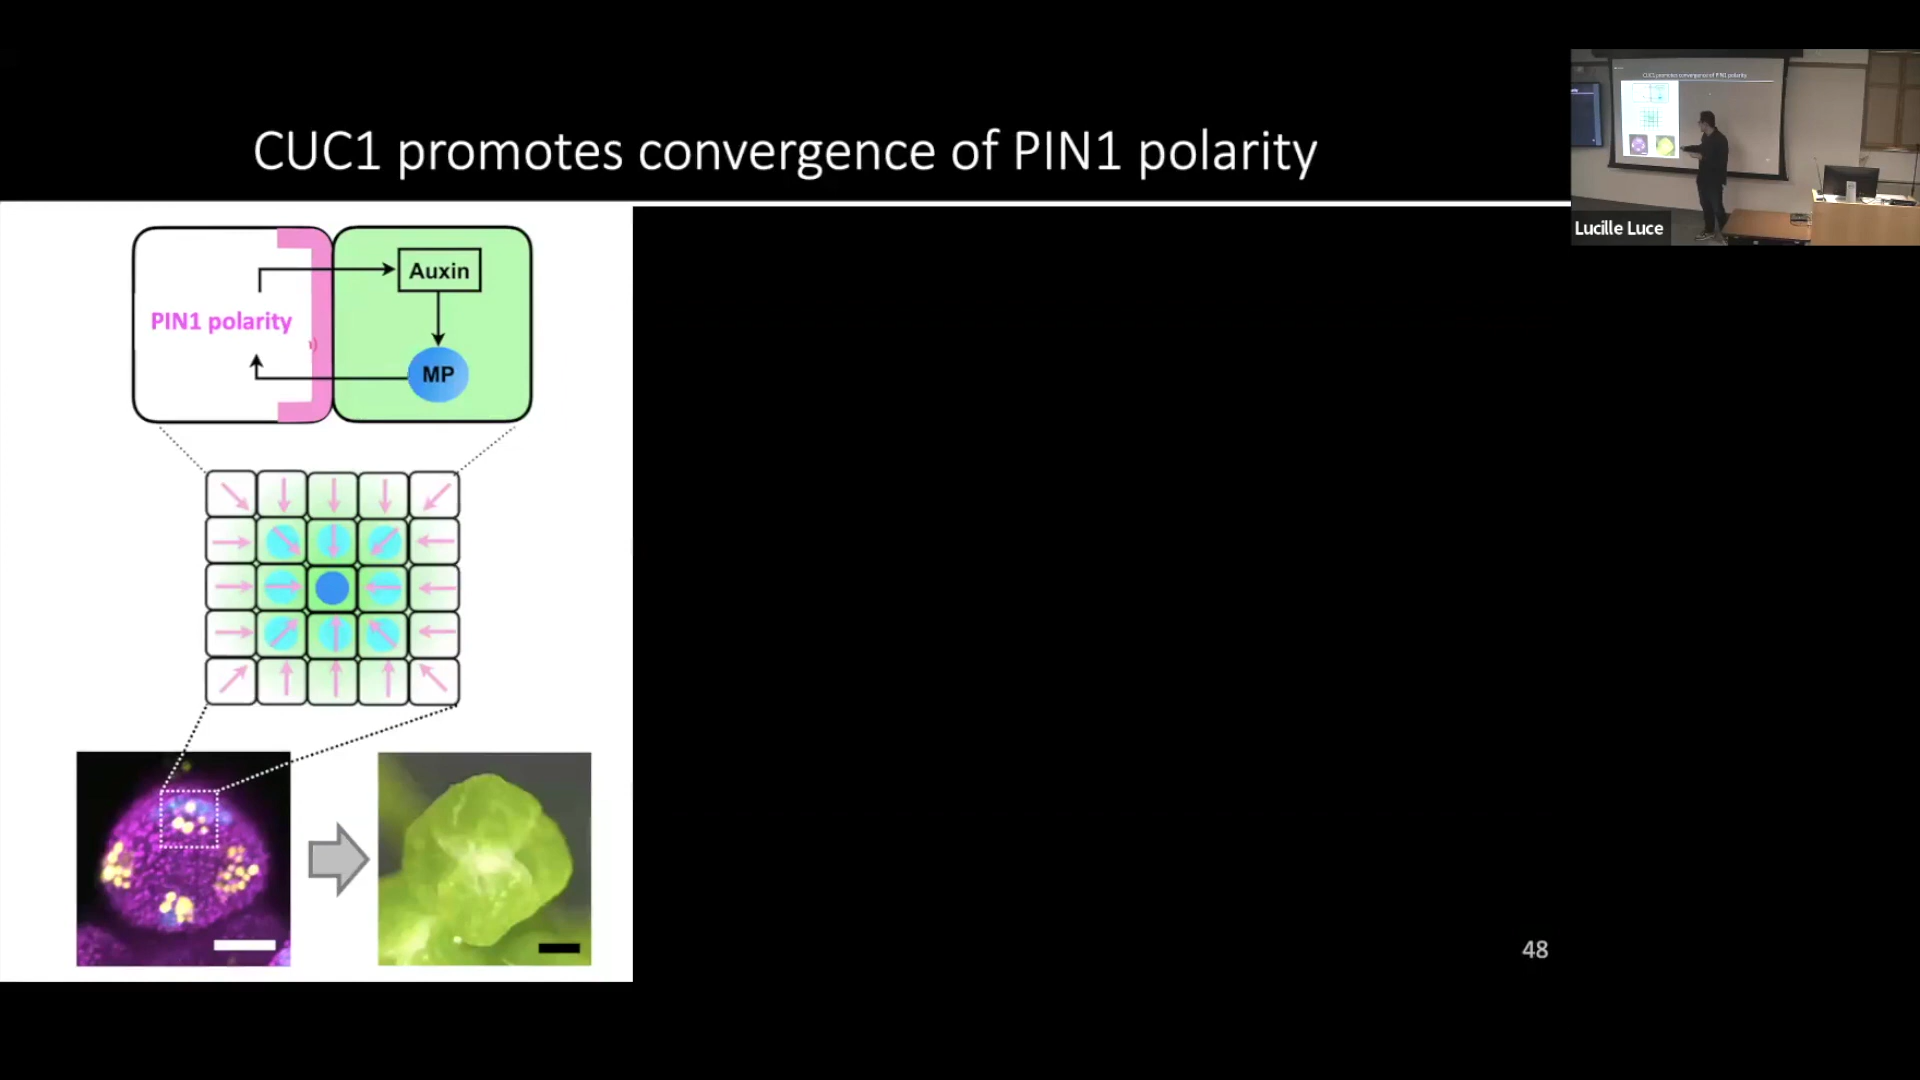 CUC1 promotes convergence of PIN1 polarity
Lucille Luce
Auxin
PIN1 polarity
MP
48